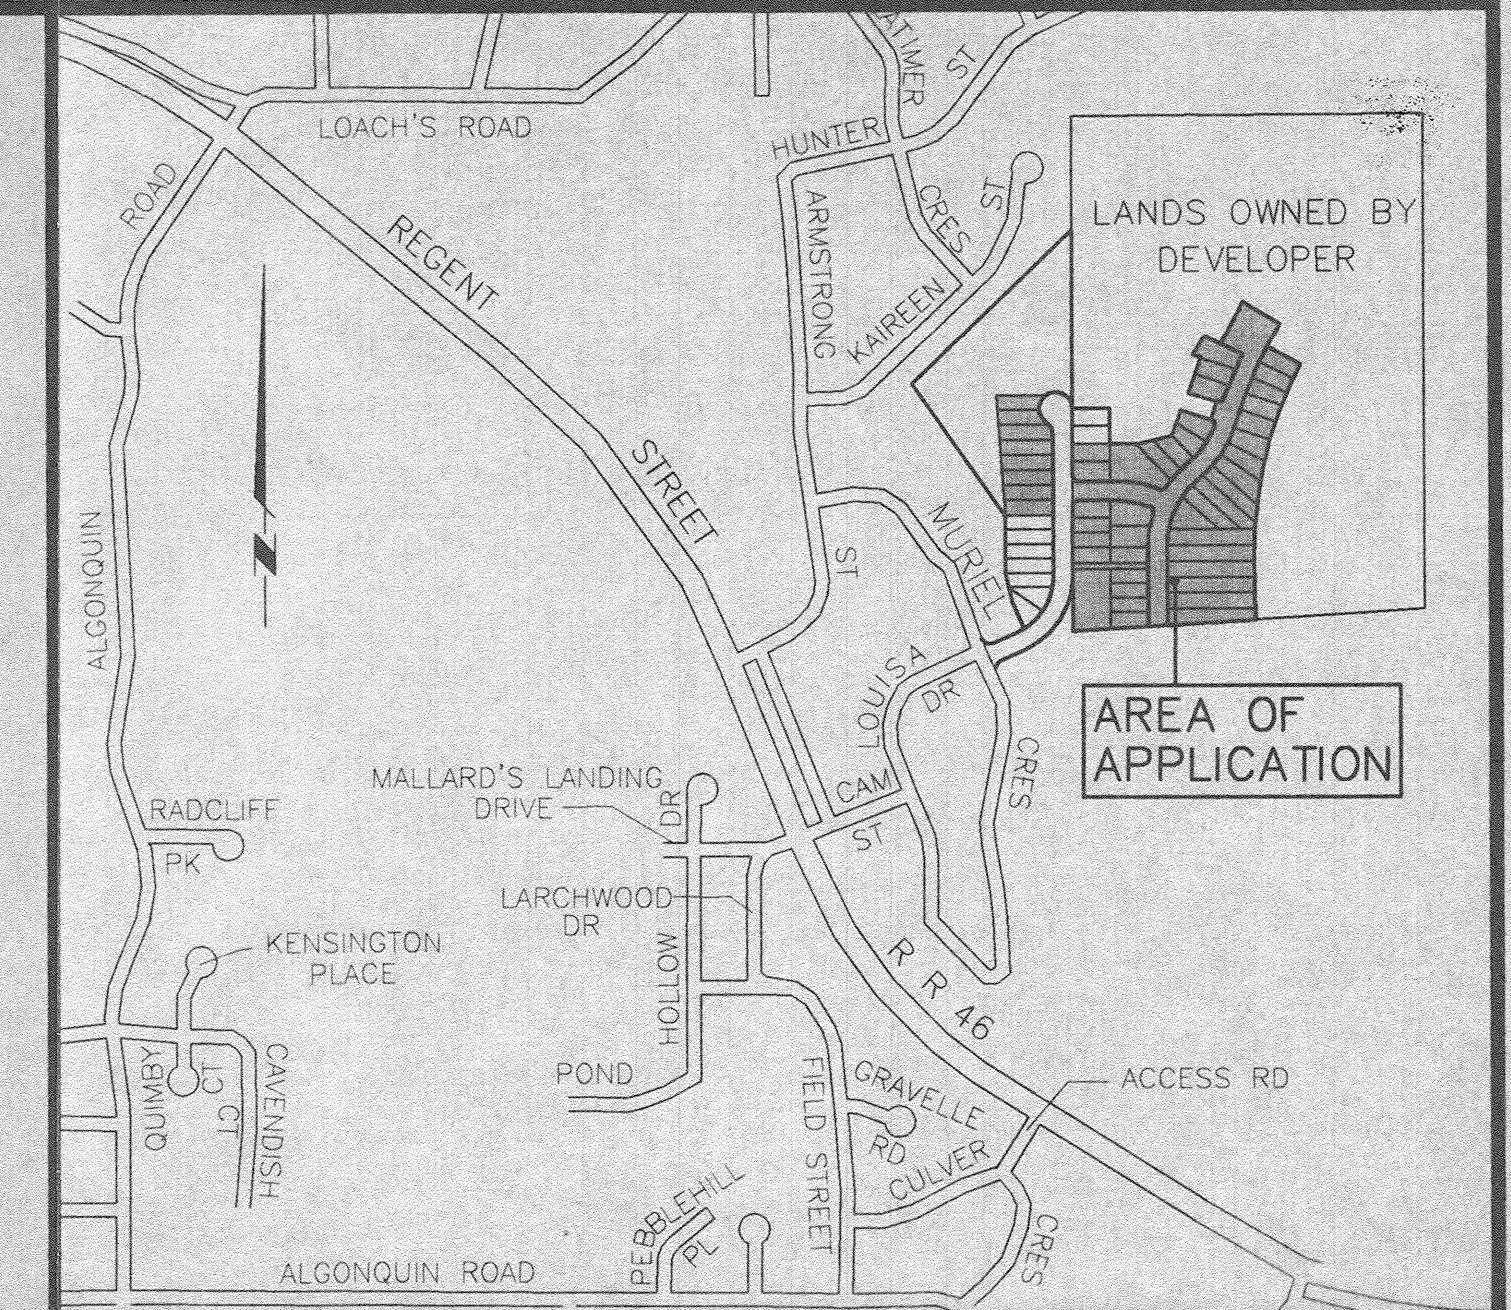 LATIMER
ST
LOACH'S ROAD
HUNTER
CRES
ST
ROAD
REGENT
STREET
ARMSTRONG
ST
KAIREEN
LANDS OWNED BY
DEVELOPER
ALGONQUIN
MURIEL
CRES
LOUISA
DR
AREA OF
APPLICATION
MALLARD'S LANDING
DRIVE
DR
CAM
ST
RADCLIFF
PK
LARCHWOOD
DR
KENSINGTON
PLACE
HOLLOW
POND
R R 46
QUIMBY
CT
CT
CAVENDISH
FIELD STREET
GRAVELLE
RD
ACCESS RD
CULVER
CRES
PEBBLEHILL
PL
ALGONQUIN ROAD
N